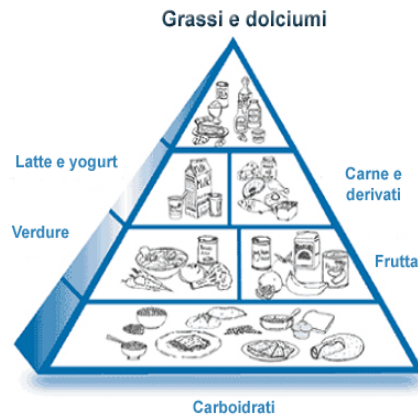 Grassi e dolciumi
Latte e yogurt
Carne e
derivati
Verdure
Frutta
Carboidrati